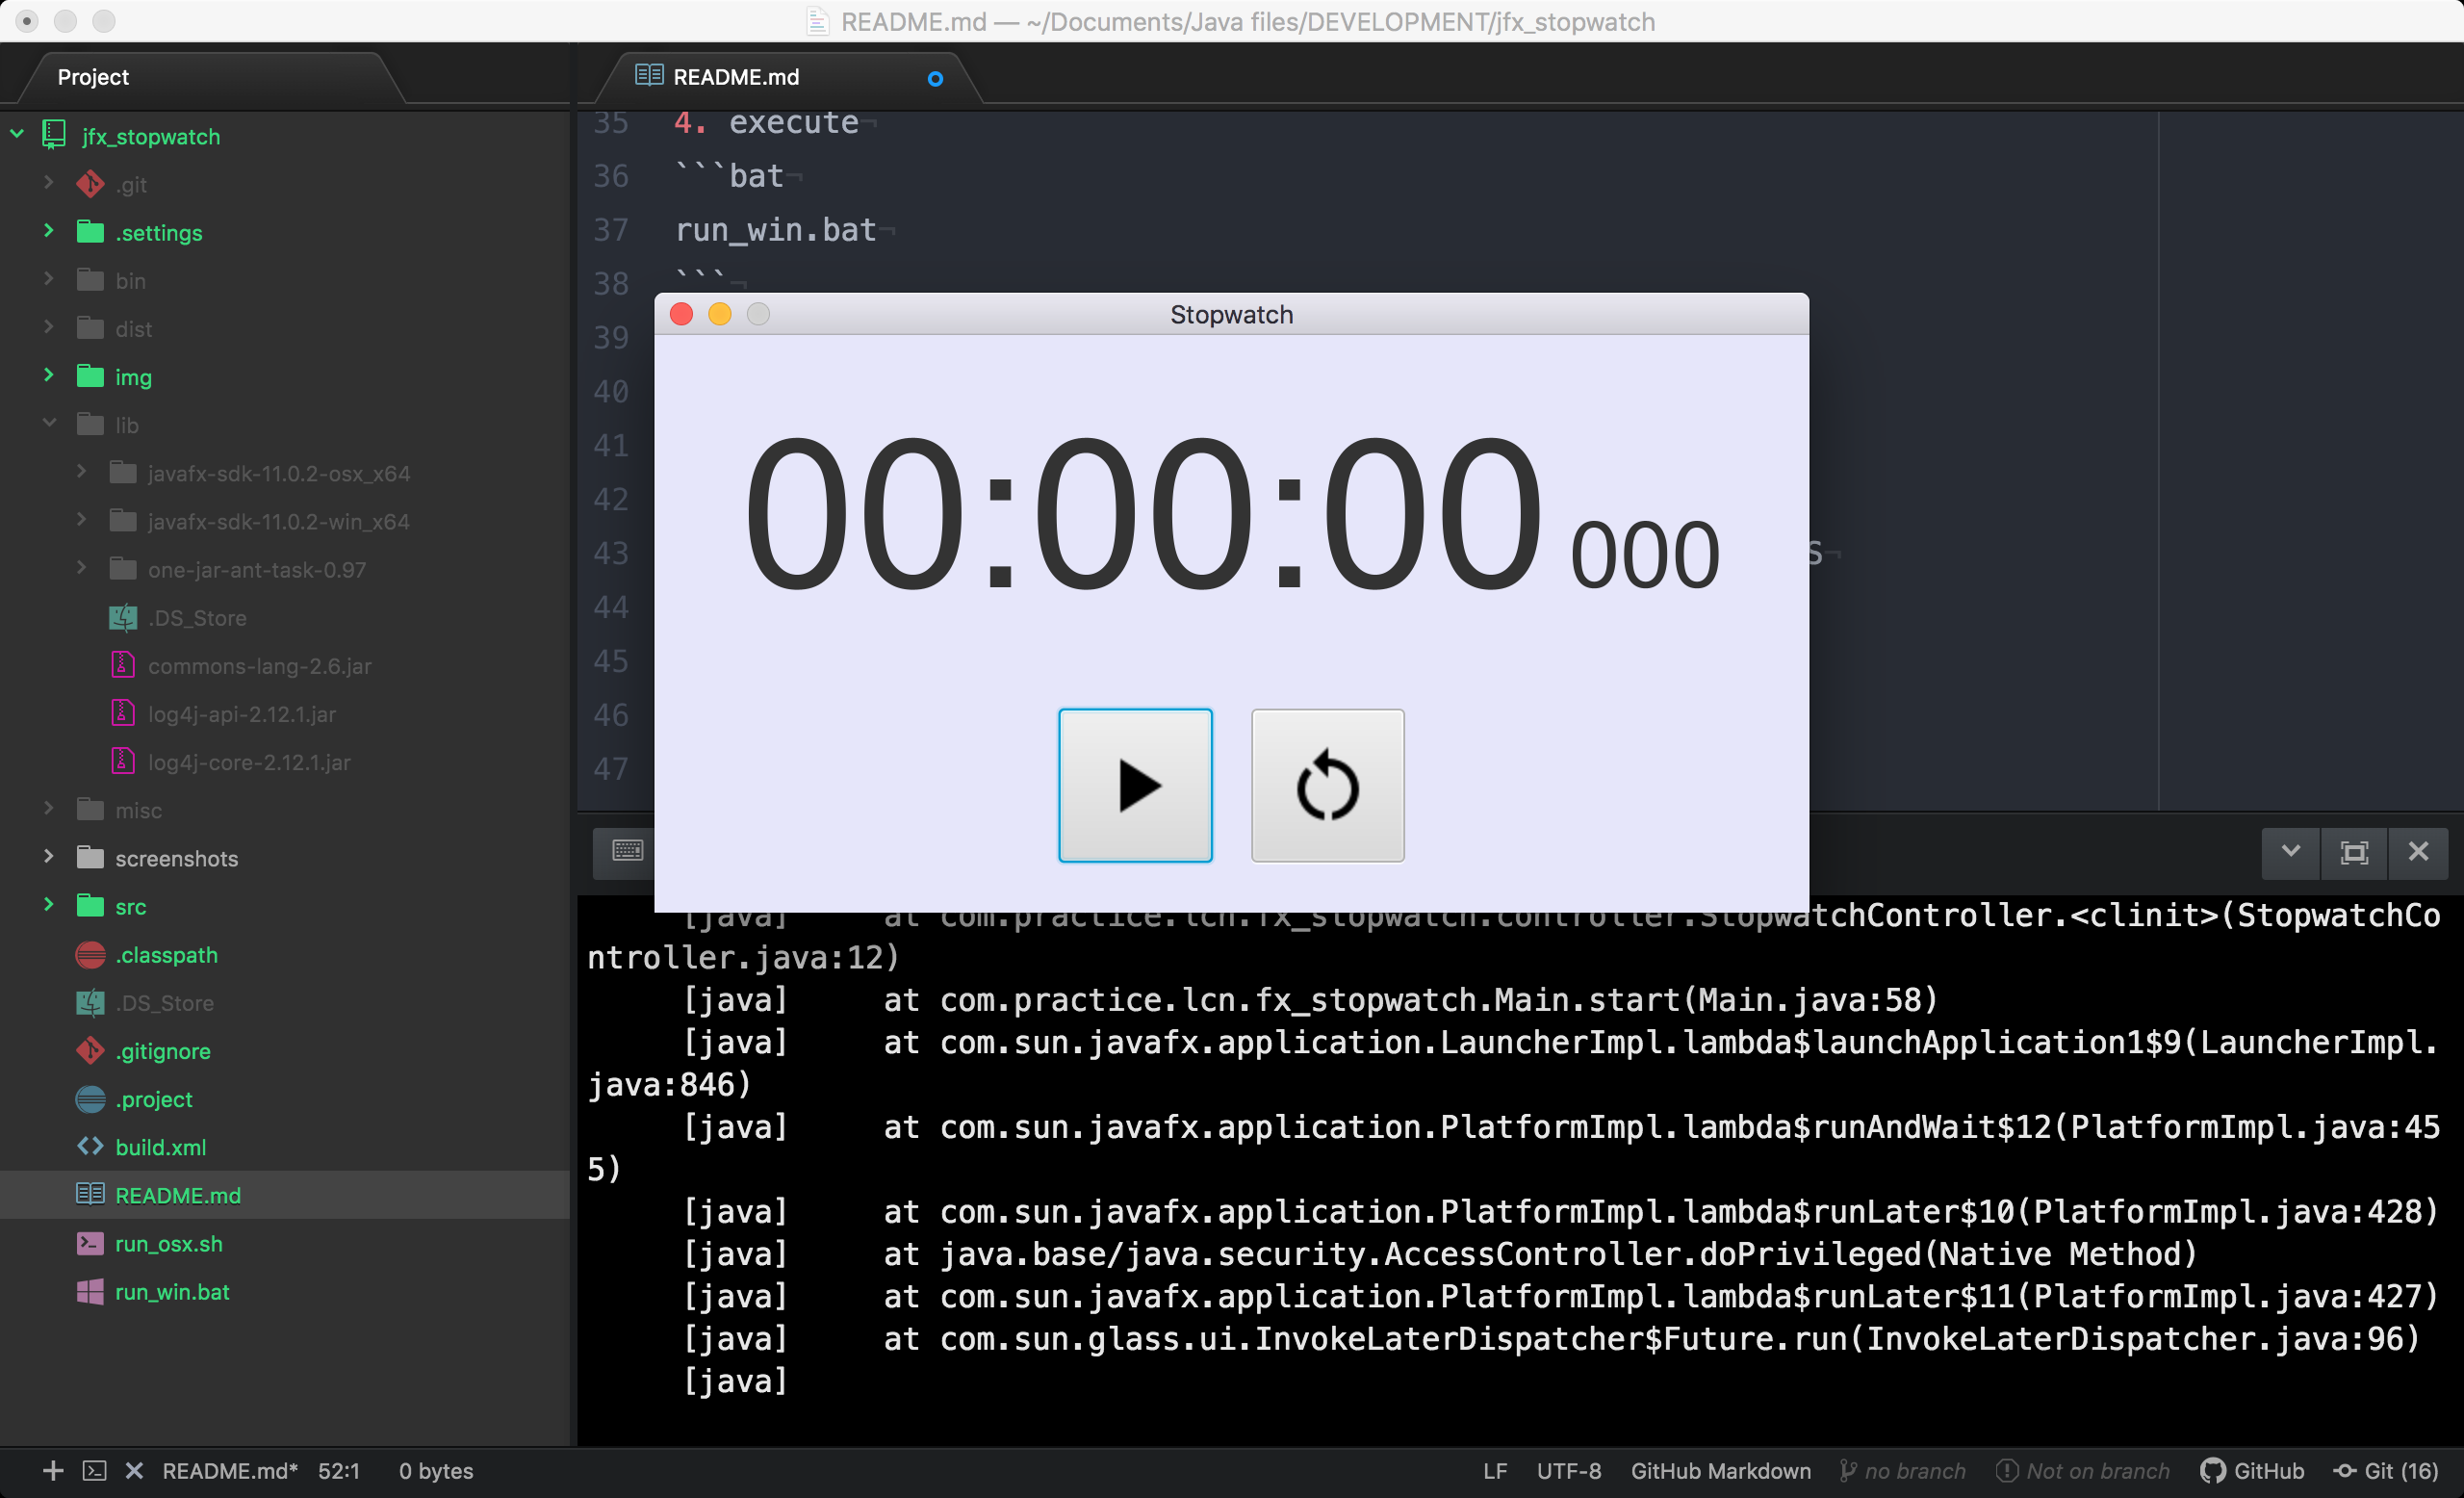 README.md — ~/Documents/Java files/DEVELOPMENT/jfx_stopwatch
Project
jfx_stopwatch
.git
.settings
bin
dist
img
lib
javafx-sdk-11.0.2-osx_x64
javafx-sdk-11.0.2-win_x64
one-jar-ant-task-0.97
.DS_Store
commons-lang-2.6.jar
log4j-api-2.12.1.jar
log4j-core-2.12.1.jar
misc
screenshots
src
.classpath
.DS_Store
.gitignore
.project
build.xml
README.md
run_osx.sh
run_win.bat
README.md
35 4. execute¬
36 ```bat¬
37 run_win.bat¬
38 ```¬
39
40
41
42
43 s¬
44
45
46
47
Stopwatch
00:00:00 000
[java] at com.practice.lcn.fx_stopwatch.controller.StopwatchController.<clinit>(StopwatchCo
ntroller.java:12)
[java] at com.practice.lcn.fx_stopwatch.Main.start(Main.java:58)
[java] at com.sun.javafx.application.LauncherImpl.lambda$launchApplication1$9(LauncherImpl.
java:846)
[java] at com.sun.javafx.application.PlatformImpl.lambda$runAndWait$12(PlatformImpl.java:45
5)
[java] at com.sun.javafx.application.PlatformImpl.lambda$runLater$10(PlatformImpl.java:428)
[java] at java.base/java.security.AccessController.doPrivileged(Native Method)
[java] at com.sun.javafx.application.PlatformImpl.lambda$runLater$11(PlatformImpl.java:427)
[java] at com.sun.glass.ui.InvokeLaterDispatcher$Future.run(InvokeLaterDispatcher.java:96)
[java]
README.md* 52:1 0 bytes
LF UTF-8 GitHub Markdown no branch Not on branch GitHub Git (16)